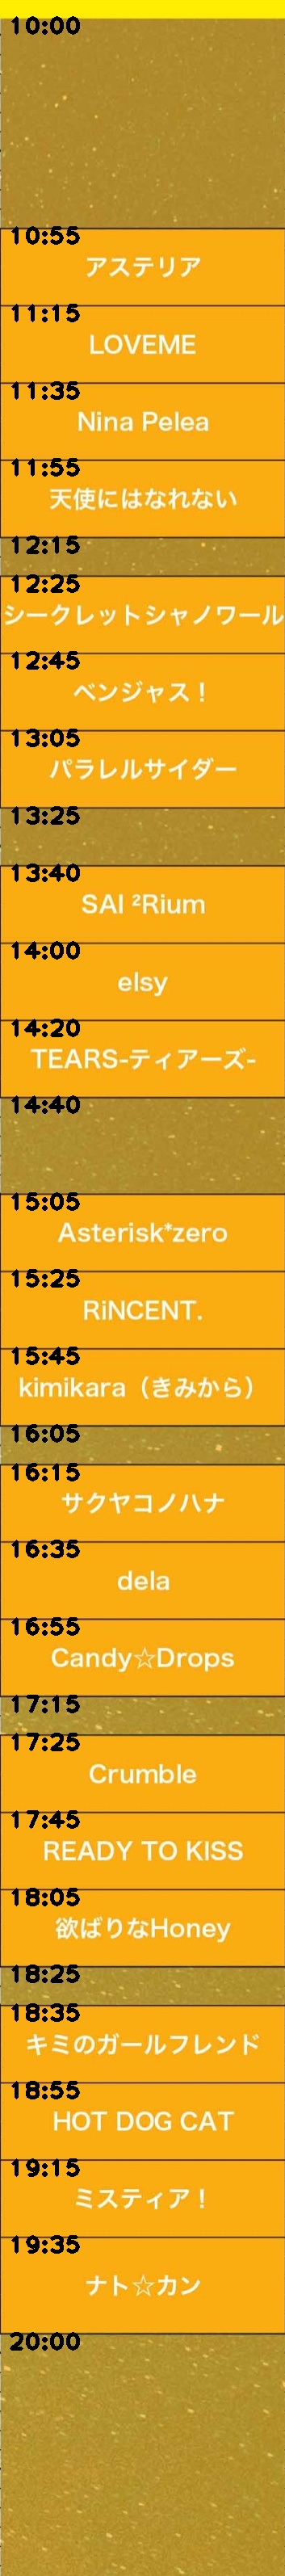 10:00
10:55
アステリア
11:15
LOVEME
11:35
Nina Pelea
11:55
天使にはなれない
12:15
12:25
シークレットシャノワール
12:45
ベンジャス！
13:05
パラレルサイダー
13:25
13:40
SAI ²Rium
14:00
elsy
14:20
TEARS-ティアーズ-
14:40
15:05
Asterisk*zero
15:25
RiNCENT.
15:45
kimikara（きみから）
16:05
16:15
サクヤコノハナ
16:35
dela
16:55
Candy☆Drops
17:15
17:25
Crumble
17:45
READY TO KISS
18:05
欲ばりなHoney
18:25
18:35
キミのガールフレンド
18:55
HOT DOG CAT
19:15
ミスティア！
19:35
ナト☆カン
20:00